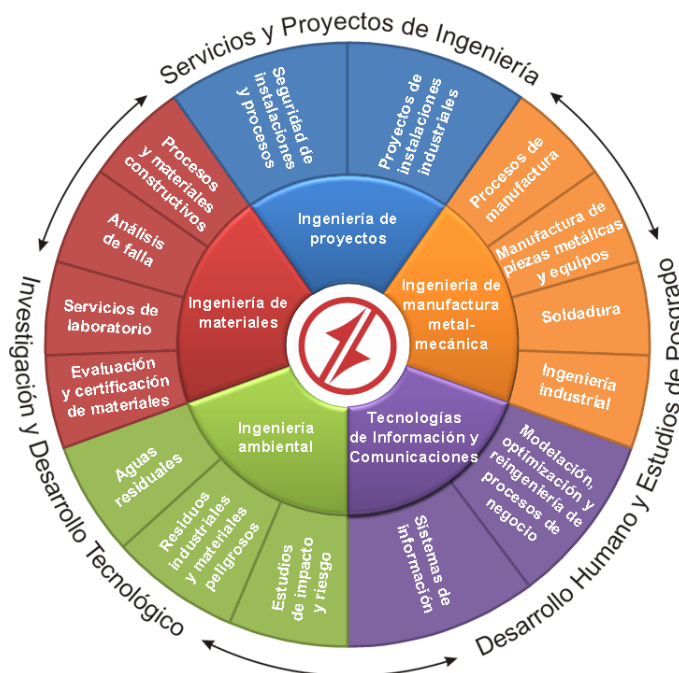 Servicios y Proyectos de Ingeniería
Seguridad de
instalaciones
y procesos
Proyectos de
instalaciones
industriales
Procesos de
manufactura
Manufactura de
piezas metálicas
y equipos
Soldadura
Ingeniería
industrial
Modelación,
optimización y
reingeniería de
procesos de
negocio
Sistemas de
información
Estudios
de impacto
y riesgo
Residuos
industriales
y materiales
peligrosos
Aguas
residuales
Evaluación
y certificación
de materiales
Servicios de
laboratorio
Análisis
de falla
Procesos
y materiales
constructivos
Ingeniería de
proyectos
Ingeniería de
manufactura
metal-
mecánica
Tecnologías
de Información y
Comunicaciones
Ingeniería
ambiental
Ingeniería de
materiales
Desarrollo Humano y Estudios de Posgrado
Investigación y Desarrollo Tecnológico